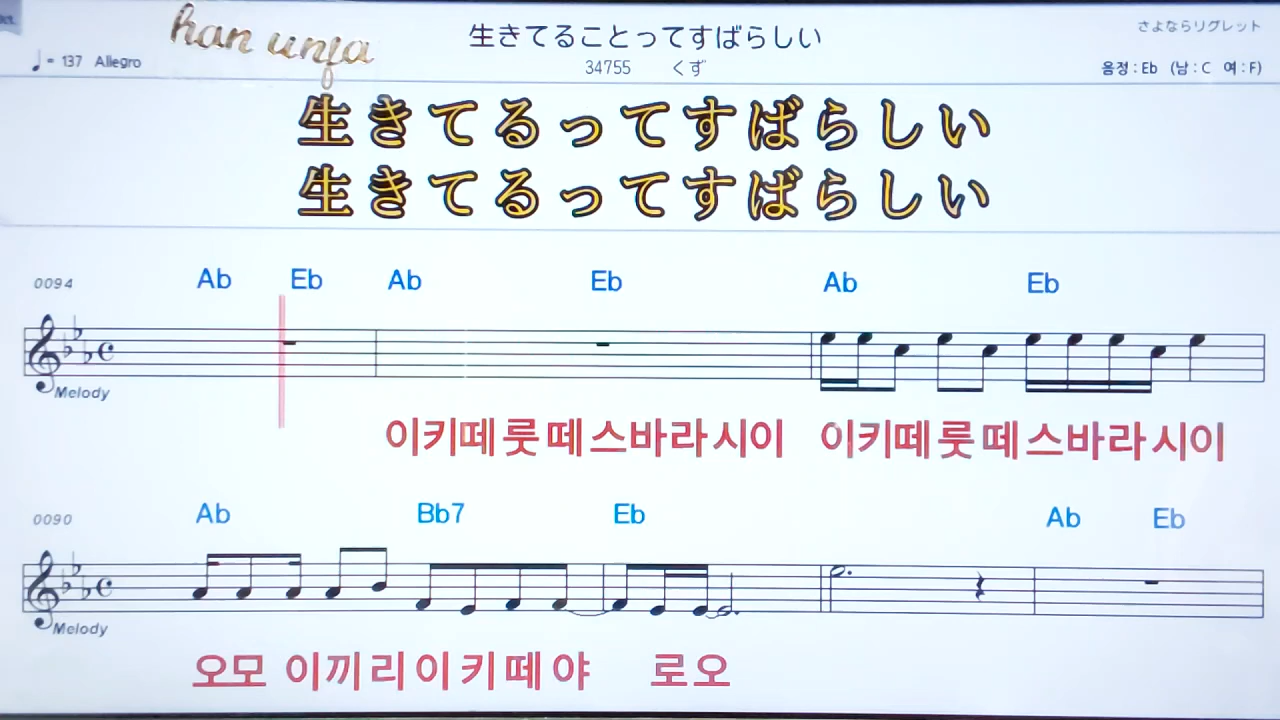 han unja
生きてることってすばらしい
さよならリグレット
♩= 137 Allegro
34755 くず
음정 : Eb (남 : C 여 : F)
生きてるってすばらしい
生きてるってすばらしい
0094 Ab Eb Ab Eb Ab Eb
Melody
이키떼룻떼스바라시이 이키떼룻떼스바라시이
0090 Ab Bb7 Eb Ab Eb
Melody
오모 이끼리이키떼야 로오